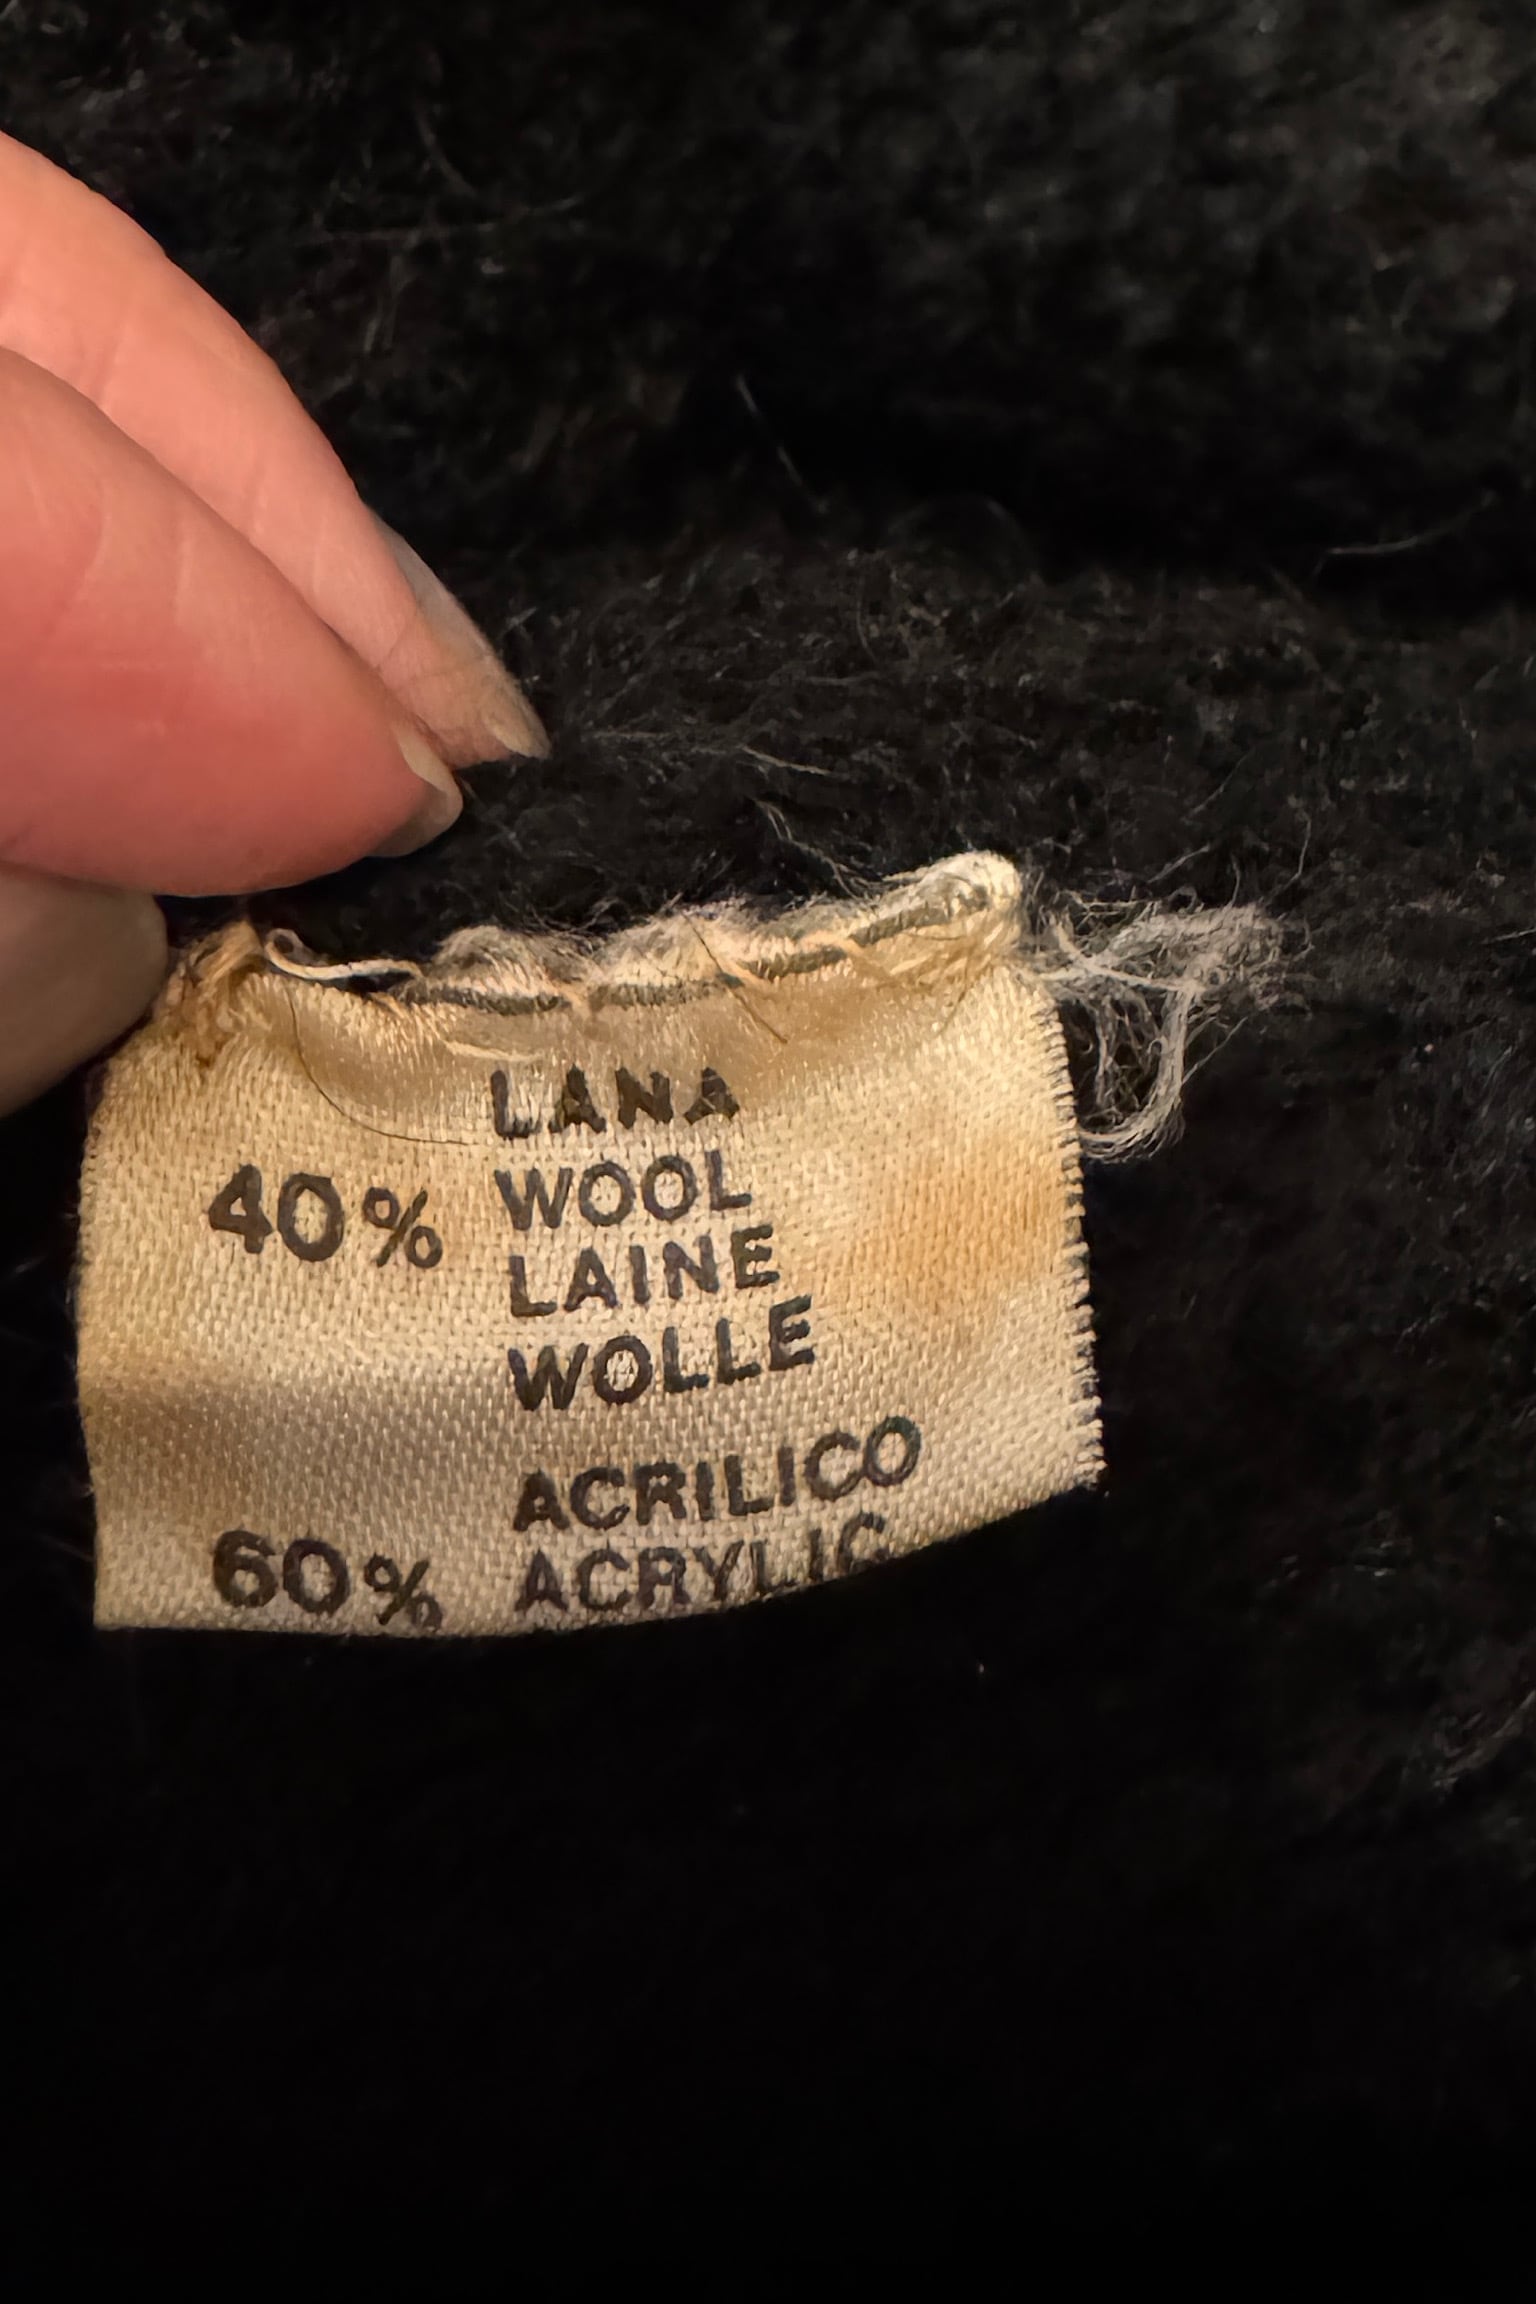 LANA
40% WOOL
LAINE
WOLLE
ACRILICO
60% ACRYLIC